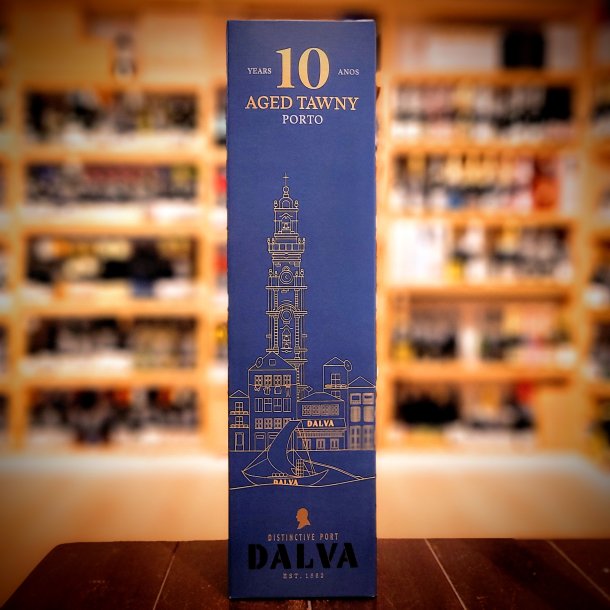 YEARS 10 ANOS
AGED TAWNY
PORTO
DALVA
DALVA
DISTINCTIVE PORT
DALVA
EST. 1862